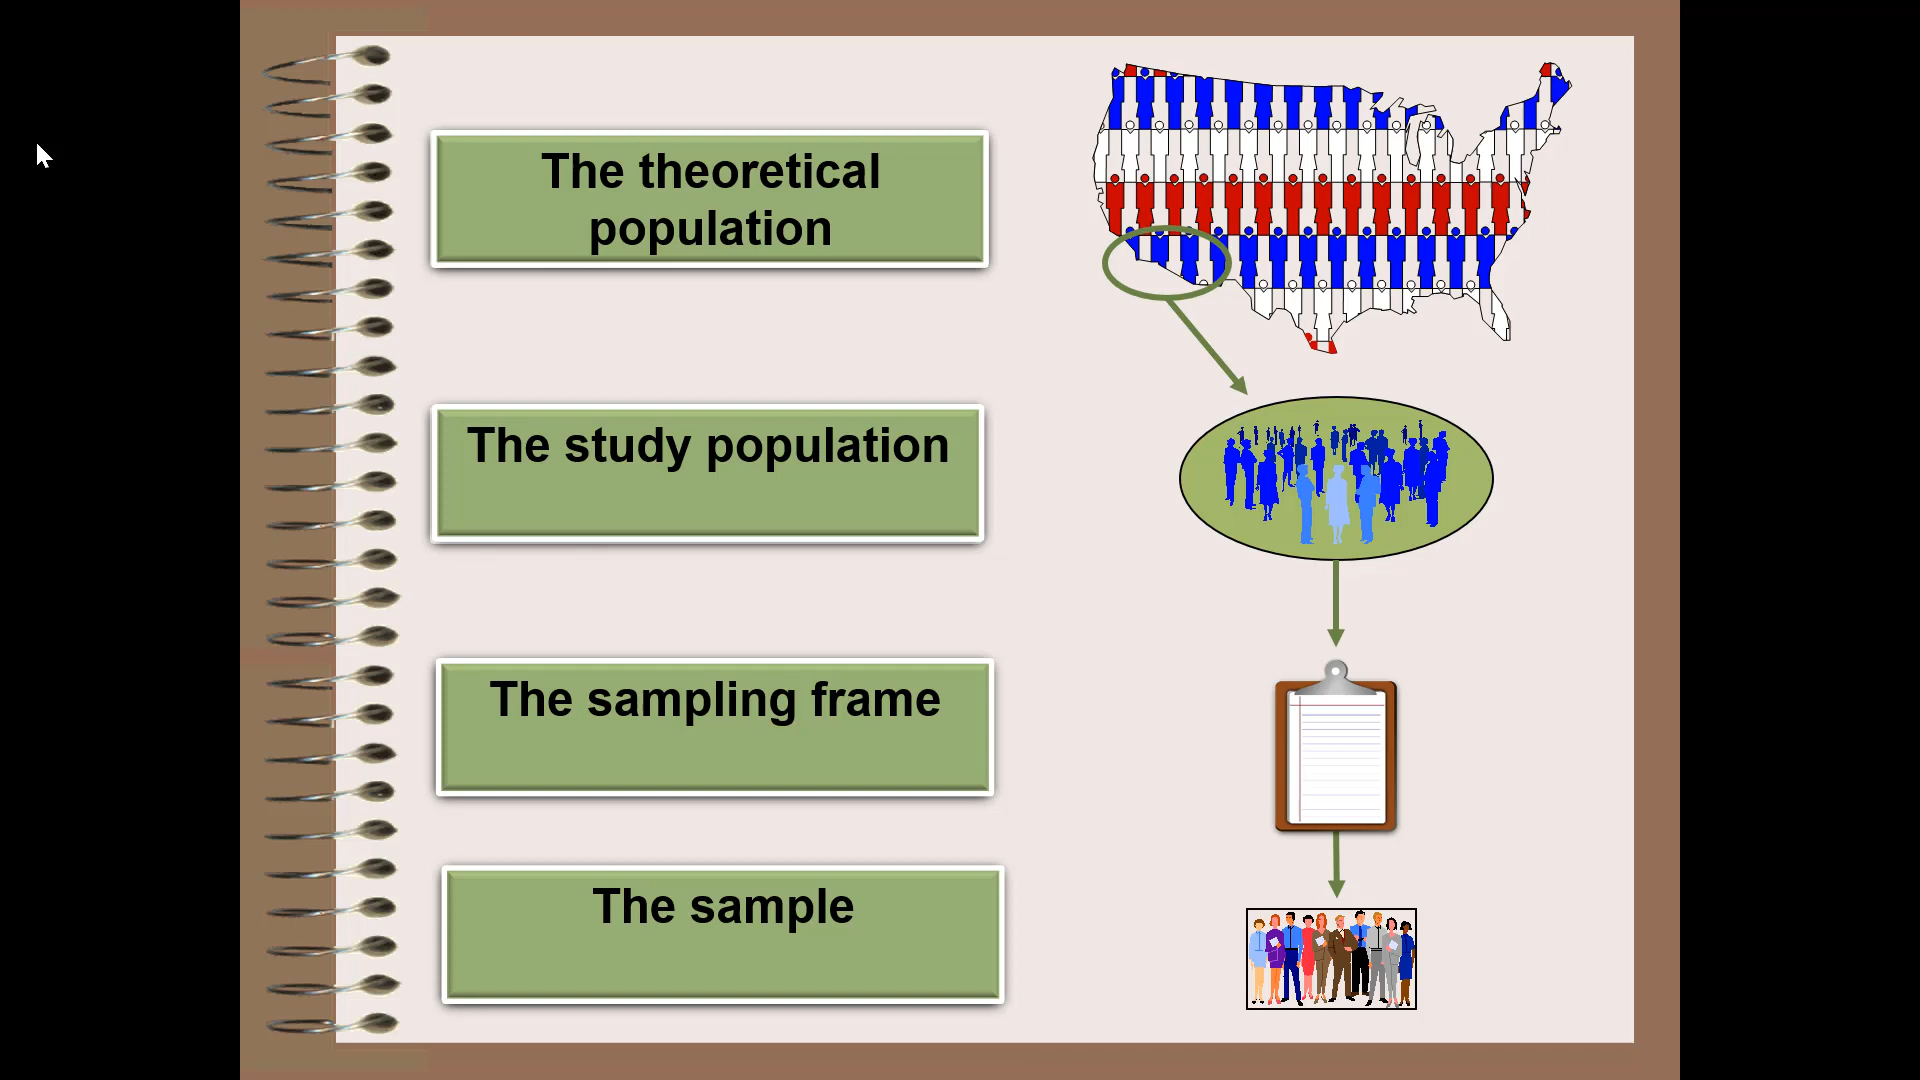 The theoretical
population
The study population
The sampling frame
The sample